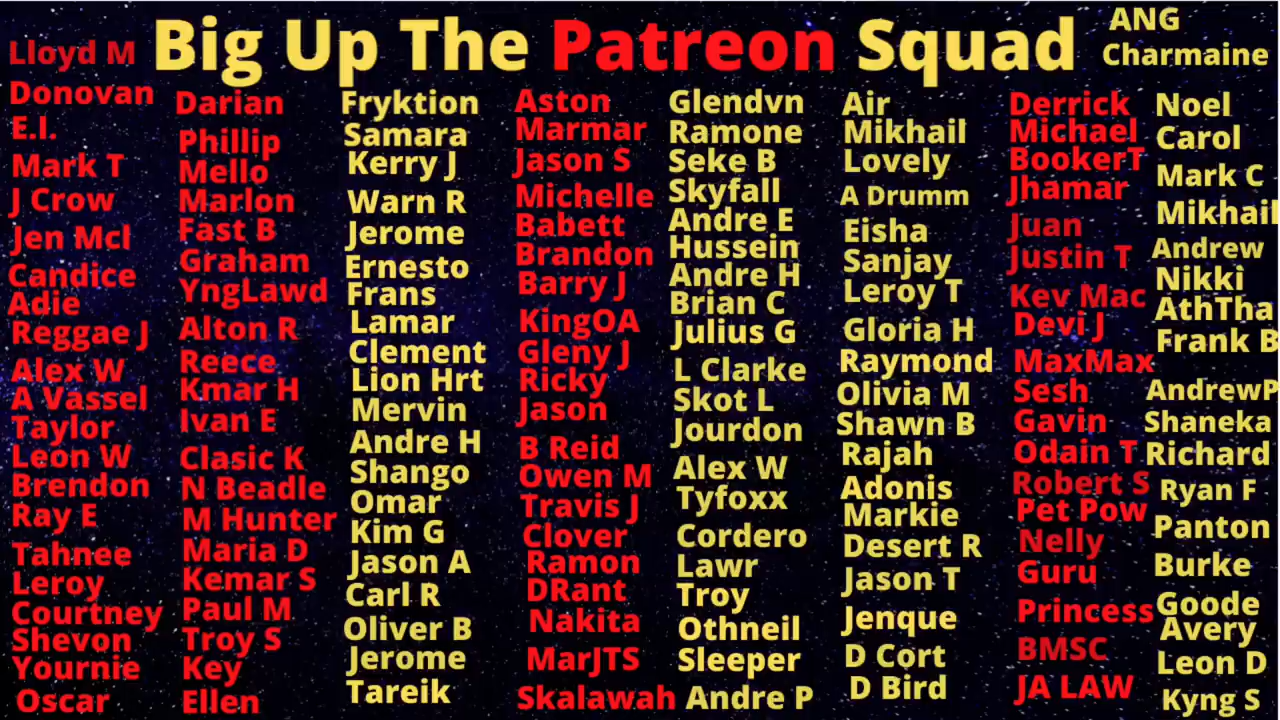 Big Up The Patreon Squad
ANG
Charmaine
Lloyd M
Donovan
E.I.
Mark T
J Crow
Jen Mcl
Candice
Adie
Reggae J
Alex W
A Vassel
Taylor
Leon W
Brendon
Ray E
Tahnee
Leroy
Courtney
Shevon
Yournie
Oscar
Darian
Phillip
Mello
Marlon
Fast B
Graham
YngLawd
Alton R
Reece
Kmar H
Ivan E
Clasic K
N Beadle
M Hunter
Maria D
Kemar S
Paul M
Troy S
Key
Ellen
Fryktion
Samara
Kerry J
Warn R
Jerome
Ernesto
Frans
Lamar
Clement
Lion Hrt
Mervin
Andre H
Shango
Omar
Kim G
Jason A
Carl R
Oliver B
Jerome
Tareik
Aston
Marmar
Jason S
Michelle
Babett
Brandon
Barry J
KingOA
Gleny J
Ricky
Jason
B Reid
Owen M
Travis J
Clover
Ramon
DRant
Nakita
MarJTS
Skalawah
Glendvn
Ramone
Seke B
Skyfall
Andre E
Hussein
Andre H
Brian C
Julius G
L Clarke
Skot L
Jourdon
Alex W
Tyfoxx
Cordero
Lawr
Troy
Othneil
Sleeper
Andre P
Air
Mikhail
Lovely
A Drumm
Eisha
Sanjay
Leroy T
Gloria H
Raymond
Olivia M
Shawn B
Rajah
Adonis
Markie
Desert R
Jason T
Jenque
D Cort
D Bird
Derrick
Michael
BookerT
Jhamar
Juan
Justin T
Kev Mac
Devi J
MaxMax
Sesh
Gavin
Odain T
Robert S
Pet Pow
Nelly
Guru
Princess
BMSC
JA LAW
Noel
Carol
Mark C
Mikhail
Andrew
Nikki
AthTha
Frank B
AndrewP
Shaneka
Richard
Ryan F
Panton
Burke
Goode
Avery
Leon D
Kyng S